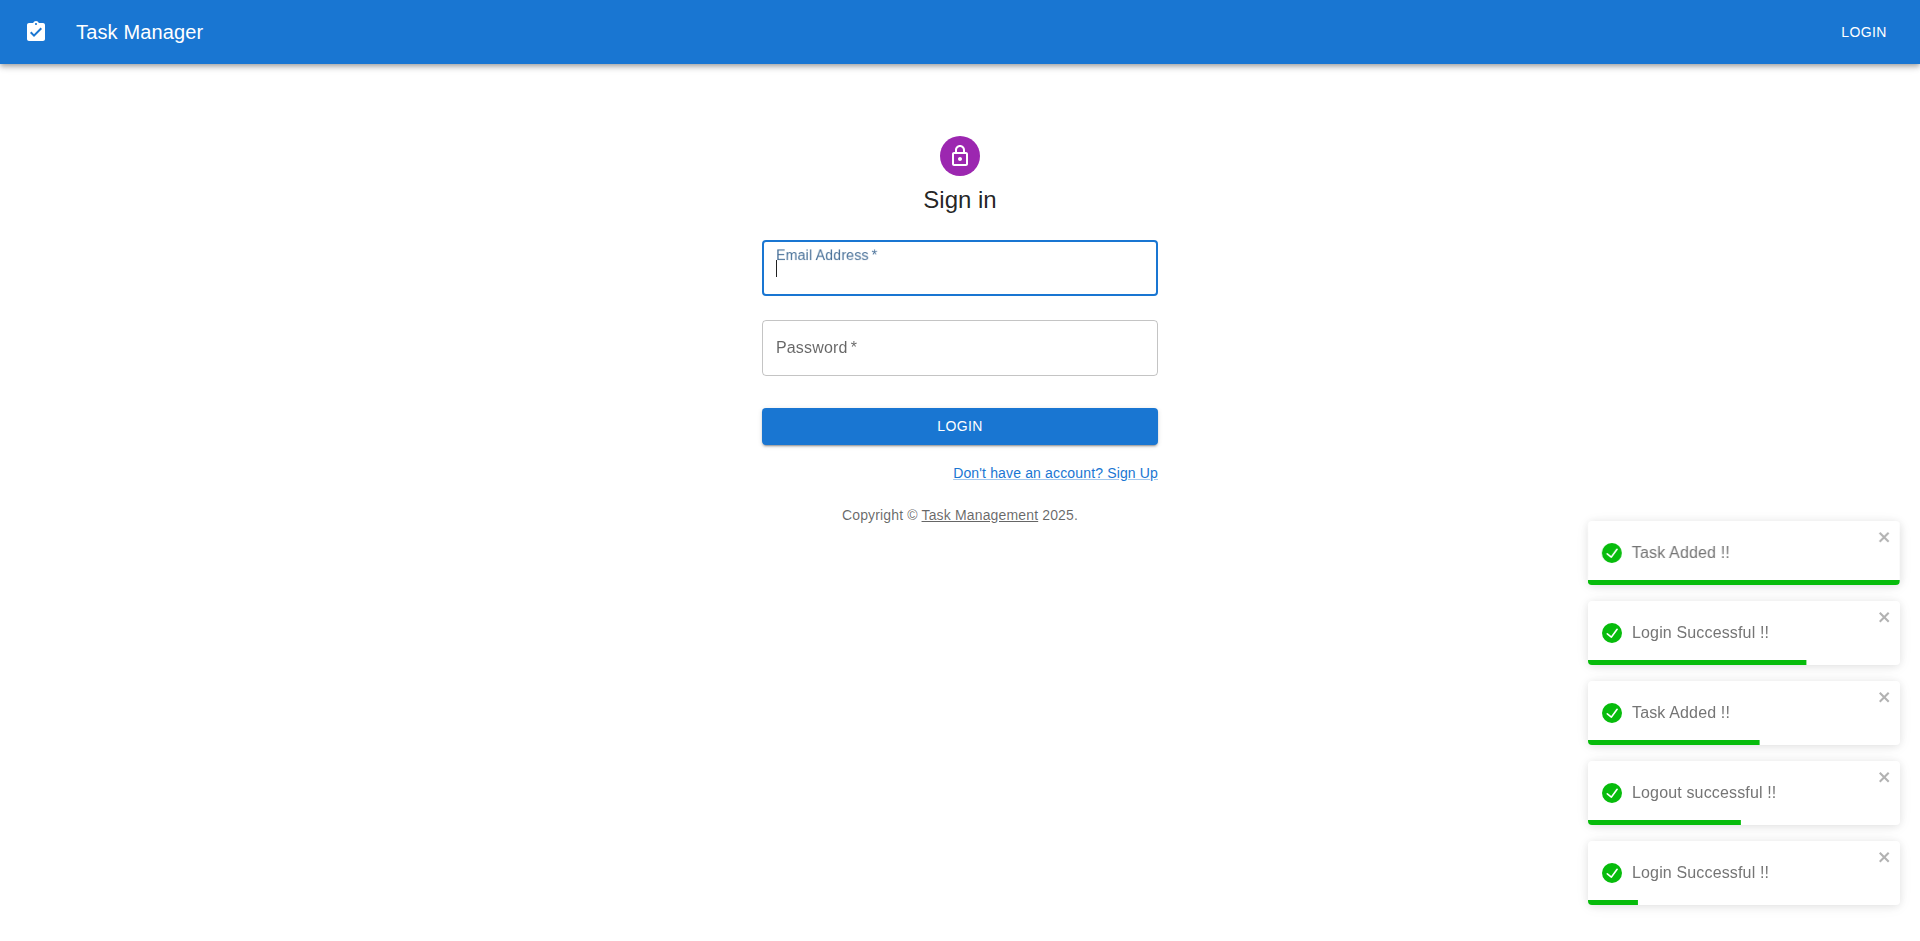 Task Manager
LOGIN
Sign in
Email Address *
Password *
LOGIN
Don't have an account? Sign Up
Copyright © Task Management 2025.
Task Added !!
Login Successful !!
Task Added !!
Logout successful !!
Login Successful !!